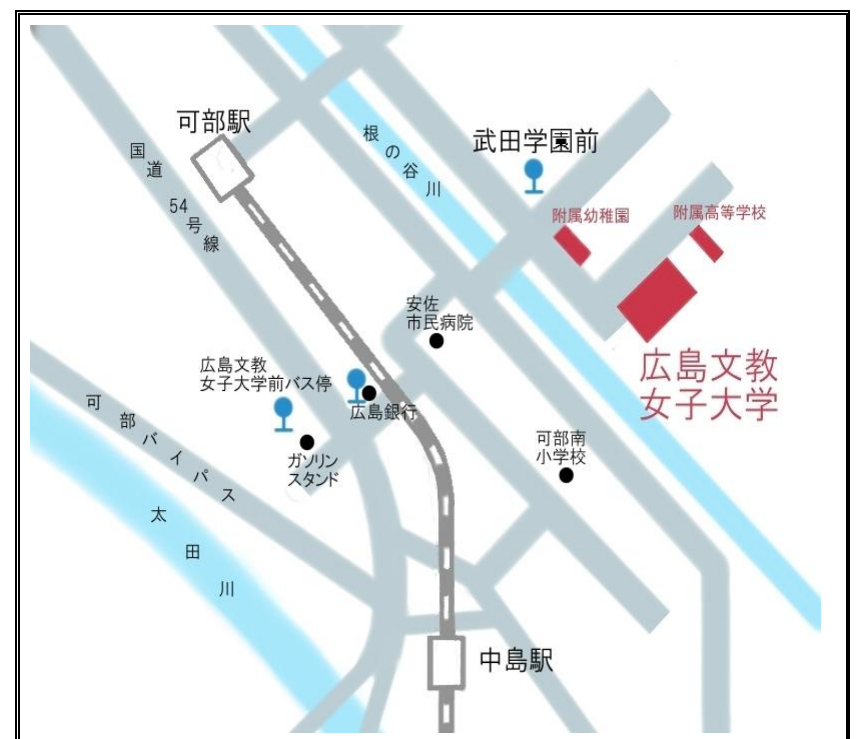 可部駅
国道54号線
根の谷川
武田学園前
附属幼稚園
附属高等学校
安佐
市民病院
広島文教
女子大学
広島文教
女子大学前バス停
広島銀行
可部バイパス
ガソリン
スタンド
可部南
小学校
太田川
中島駅